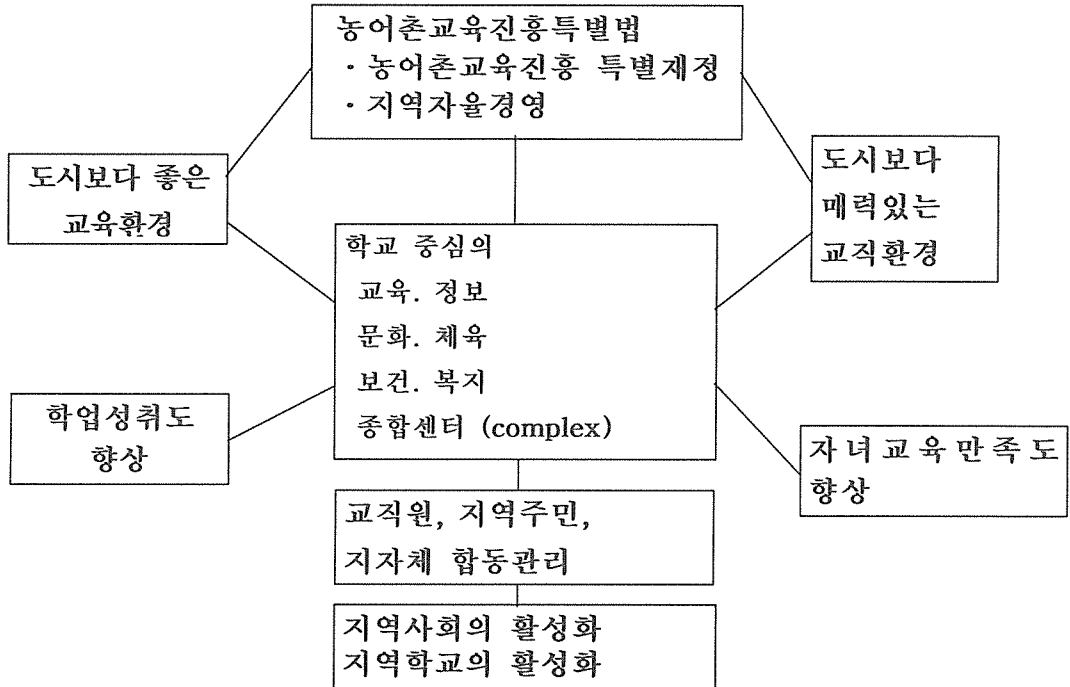 농어촌교육진흥특별법
· 농어촌교육진흥 특별재정
· 지역자율경영
도시보다 좋은
교육환경
도시보다
매력있는
교직환경
학교 중심의
교육. 정보
문화. 체육
보건. 복지
종합센터 (complex)
학업성취도
향상
자녀교육만족도
향상
교직원, 지역주민,
지자체 합동관리
지역사회의 활성화
지역학교의 활성화